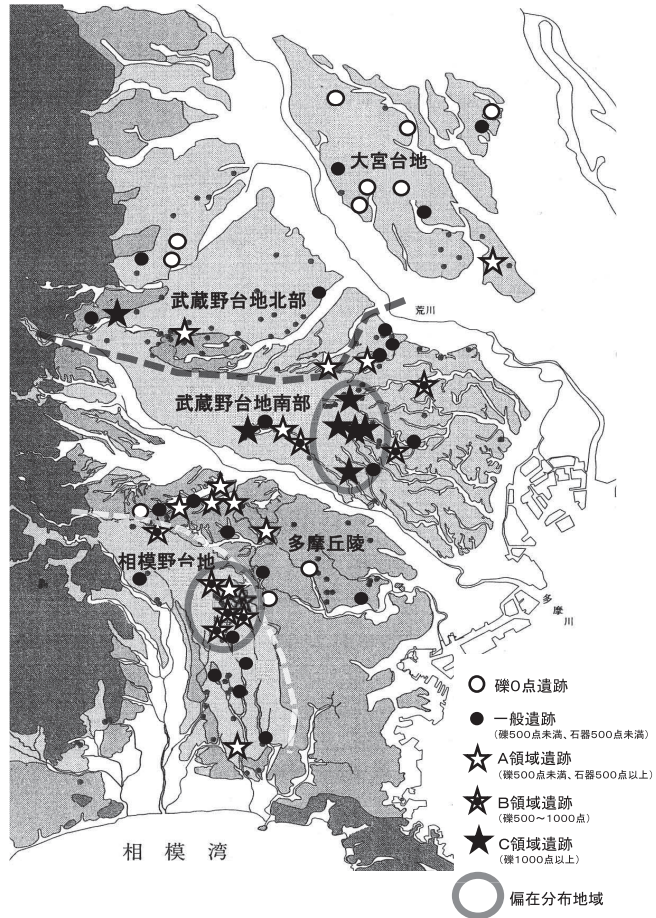 大宮台地
武蔵野台地北部
荒川
武蔵野台地南部
相模野台地
多摩丘陵
多摩川
相模湾
礫0点遺跡
一般遺跡
(礫500点未満、石器500点未満)
A領域遺跡
(礫500点未満、石器500点以上)
B領域遺跡
(礫500～1000点)
C領域遺跡
(礫1000点以上)
偏在分布地域